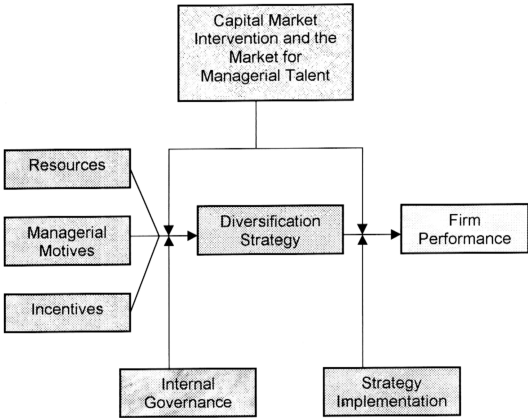 Capital Market
Intervention and the
Market for
Managerial Talent
Resources
Managerial
Motives
Incentives
Diversification
Strategy
Firm
Performance
Internal
Governance
Strategy
Implementation